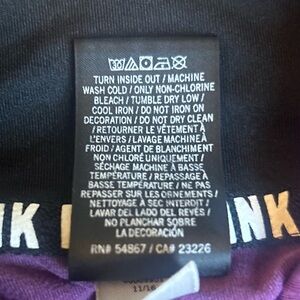 TURN INSIDE OUT / MACHINE
WASH COLD / ONLY NON-CHLORINE
BLEACH / TUMBLE DRY LOW /
COOL IRON / DO NOT IRON ON
DECORATION / DO NOT DRY CLEAN
/ RETOURNER LE VÊTEMENT À
L'ENVERS / LAVAGE MACHINE À
FROID / AGENT DE BLANCHIMENT
NON CHLORÉ UNIQUEMENT /
SÉCHAGE MACHINE À BASSE
TEMPÉRATURE / REPASSAGE À
BASSE TEMPÉRATURE / NE PAS
REPASSER SUR LES ORNEMENTS /
NETTOYAGE À SEC INTERDIT /
LAVAR DEL LADO DEL REVÉS /
NO PLANCHAR SOBRE
LA DECORACIÓN
RN# 54867 / CA# 23226
NK
INK